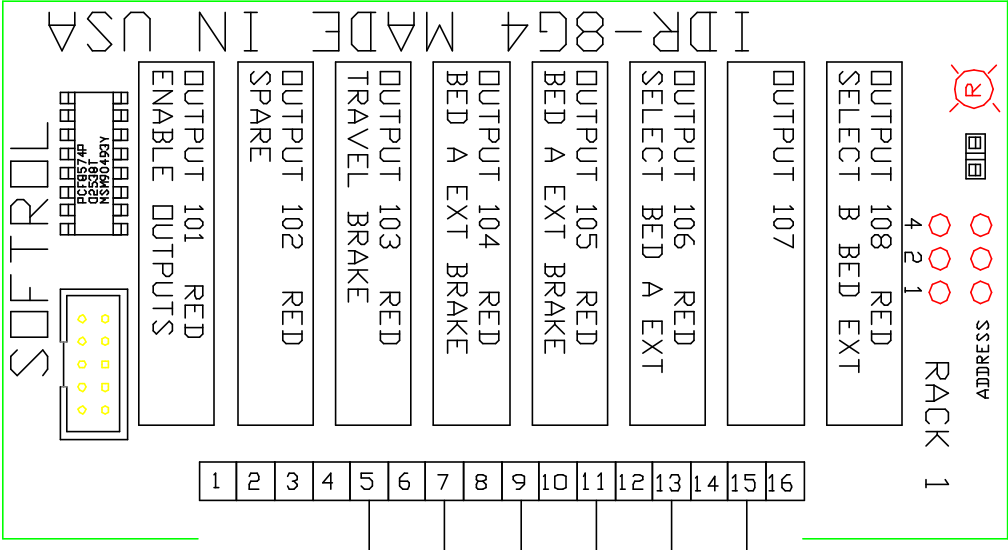 IDR-8G4 MADE IN USA
SOFTROL
PCF8574P
D2538T
NSM90493Y
OUTPUT 101 RED
ENABLE OUTPUTS
OUTPUT 102 RED
SPARE
OUTPUT 103 RED
TRAVEL BRAKE
OUTPUT 104 RED
BED A EXT BRAKE
OUTPUT 105 RED
BED A EXT BRAKE
OUTPUT 106 RED
SELECT BED A EXT
OUTPUT 107
OUTPUT 108 RED
SELECT B BED EXT
R
4 2 1
ADDRESS
RACK 1
1 2 3 4 5 6 7 8 9 10 11 12 13 14 15 16